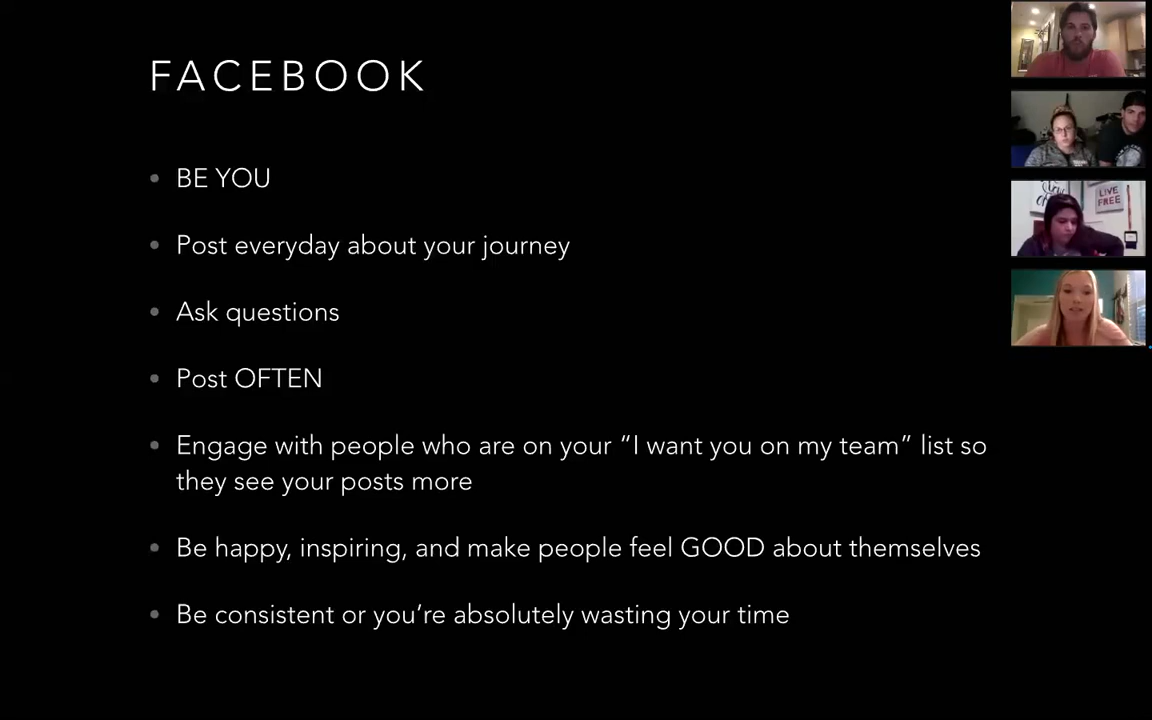 FACEBOOK
BE YOU
Post everyday about your journey
Ask questions
Post OFTEN
Engage with people who are on your “I want you on my team” list so
they see your posts more
Be happy, inspiring, and make people feel GOOD about themselves
Be consistent or you’re absolutely wasting your time
LIVE
FREE